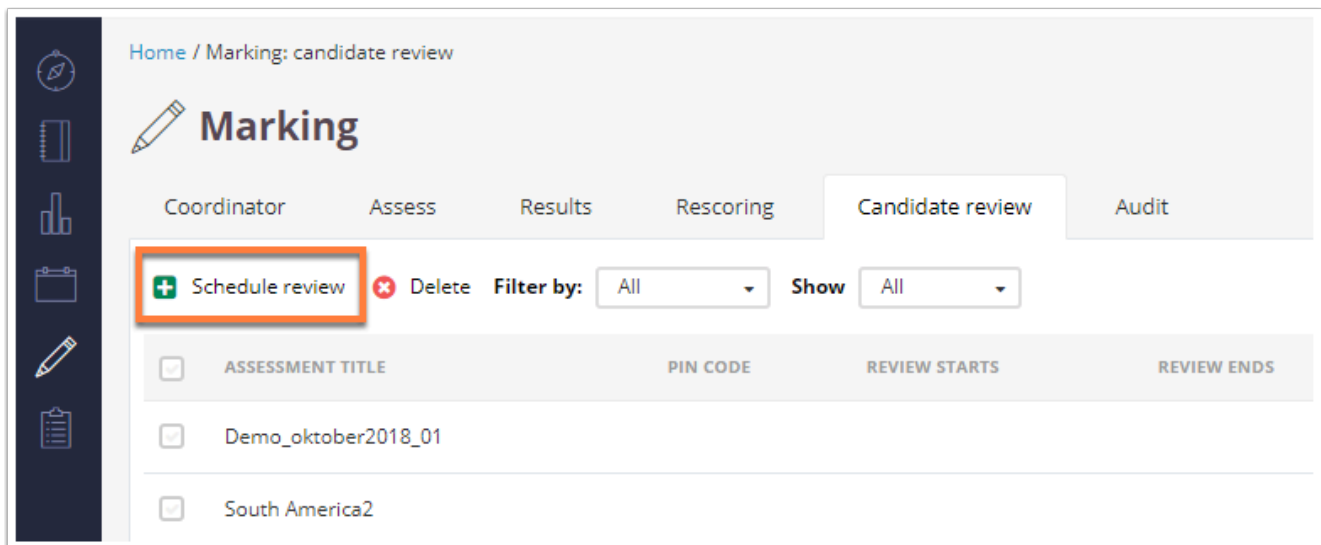 Home / Marking: candidate review
Marking
Coordinator Assess Results Rescoring Candidate review Audit
Schedule review Delete Filter by: All Show All
ASSESSMENT TITLE PIN CODE REVIEW STARTS REVIEW ENDS
Demo_oktober2018_01
South America2